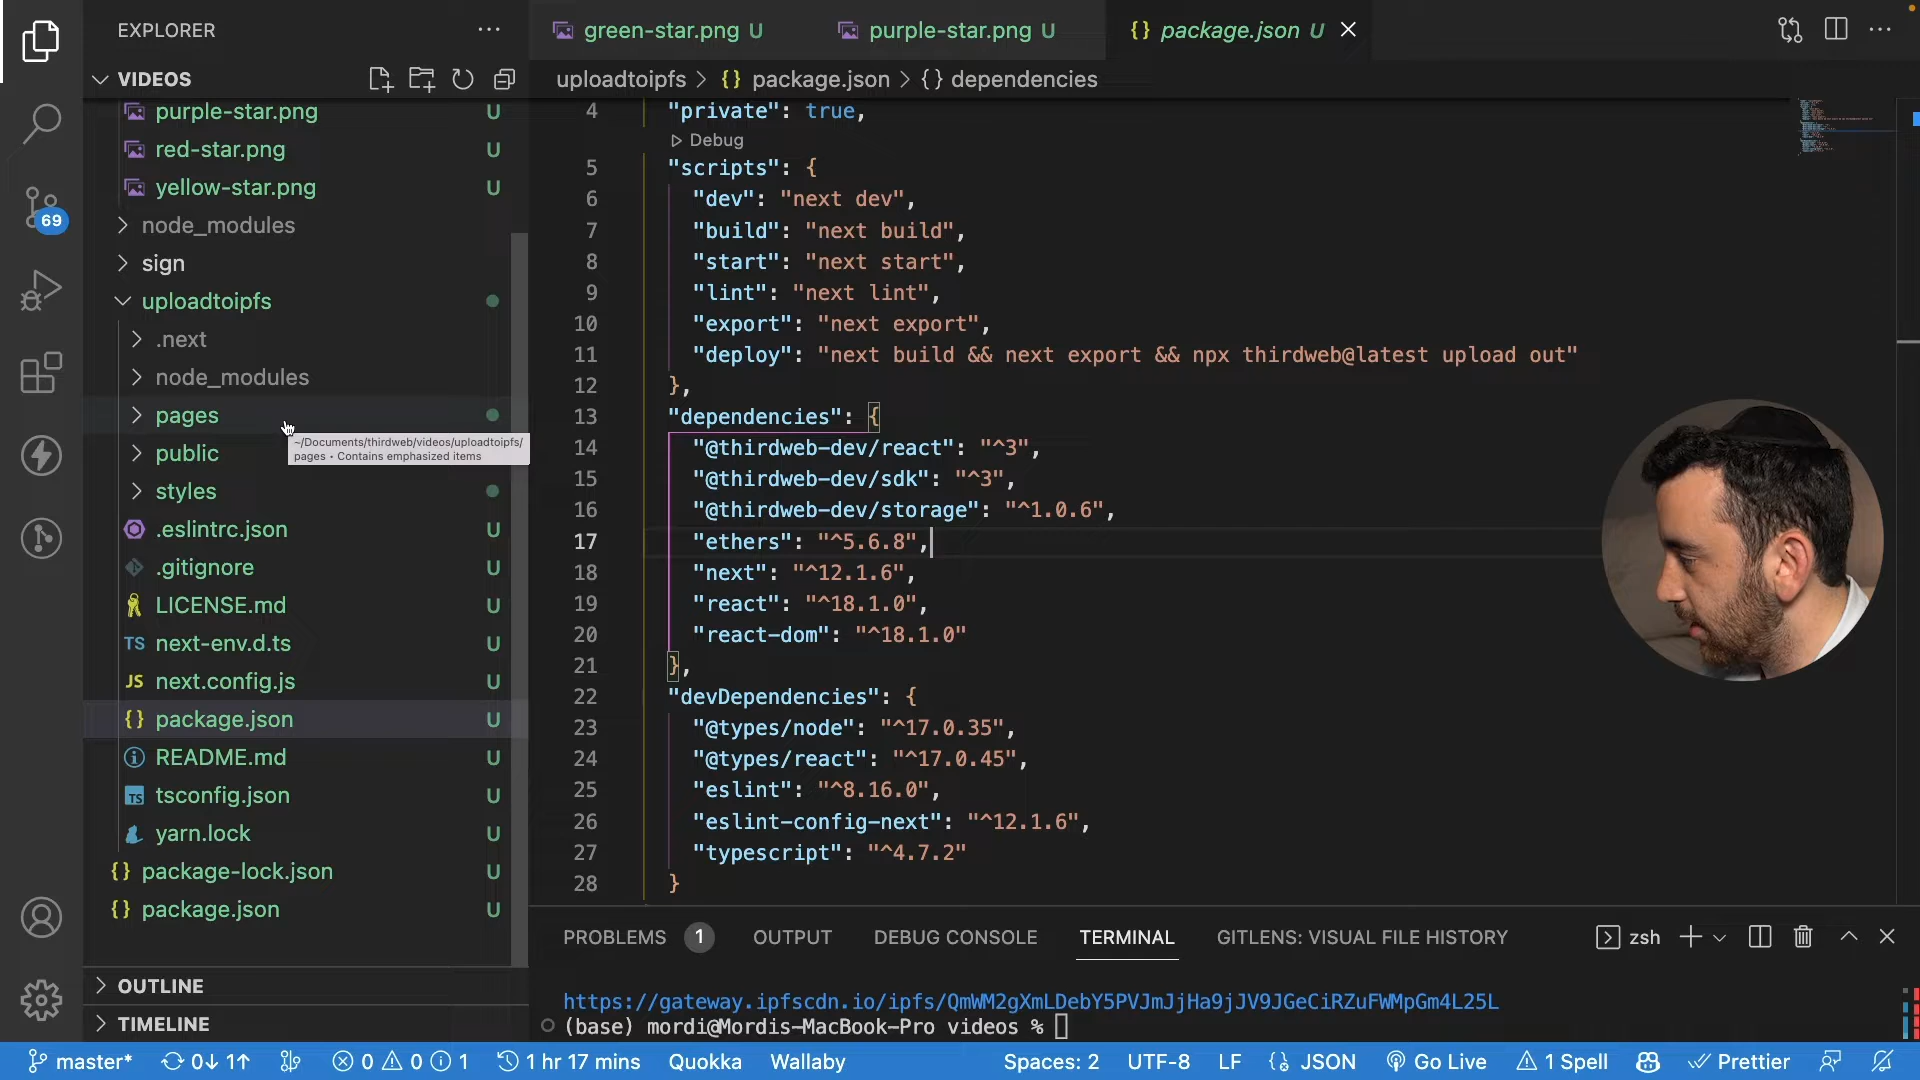 EXPLORER
green-star.png U
purple-star.png U
{} package.json U
VIDEOS
uploadtoipfs > {} package.json > {} dependencies
purple-star.png U
red-star.png U
yellow-star.png U
node_modules
sign
uploadtoipfs
.next
node_modules
pages
~/Documents/thirdweb/videos/uploadtoipfs/
pages • Contains emphasized items
public
styles
.eslintrc.json U
.gitignore U
LICENSE.md U
TS next-env.d.ts U
JS next.config.js U
{} package.json U
README.md U
TS tsconfig.json U
yarn.lock U
{} package-lock.json U
{} package.json U
OUTLINE
TIMELINE
69
4 "private": true,
Debug
5 "scripts": {
6 "dev": "next dev",
7 "build": "next build",
8 "start": "next start",
9 "lint": "next lint",
10 "export": "next export",
11 "deploy": "next build && next export && npx thirdweb@latest upload out"
12 },
13 "dependencies": {
14 "@thirdweb-dev/react": "^3",
15 "@thirdweb-dev/sdk": "^3",
16 "@thirdweb-dev/storage": "^1.0.6",
17 "ethers": "^5.6.8",
18 "next": "^12.1.6",
19 "react": "^18.1.0",
20 "react-dom": "^18.1.0"
21 },
22 "devDependencies": {
23 "@types/node": "^17.0.35",
24 "@types/react": "^17.0.45",
25 "eslint": "^8.16.0",
26 "eslint-config-next": "^12.1.6",
27 "typescript": "^4.7.2"
28 }
PROBLEMS 1 OUTPUT DEBUG CONSOLE TERMINAL GITLENS: VISUAL FILE HISTORY zsh
https://gateway.ipfscdn.io/ipfs/QmWM2gXmLDebY5PVJmJjHa9jJV9JGeCiRZuFWMpGm4L25L
(base) mordi@Mordis-MacBook-Pro videos %
master* 0↓ 1↑ 0 0 1 1 hr 17 mins Quokka Wallaby Spaces: 2 UTF-8 LF {} JSON Go Live 1 Spell Prettier